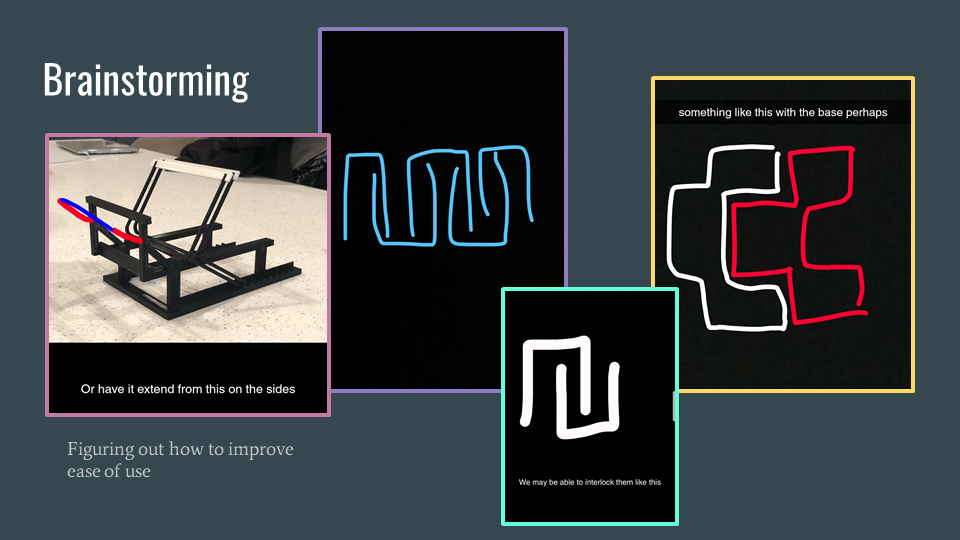 Brainstorming
something like this with the base perhaps
Or have it extend from this on the sides
Figuring out how to improve
ease of use
We may be able to interlock them like this